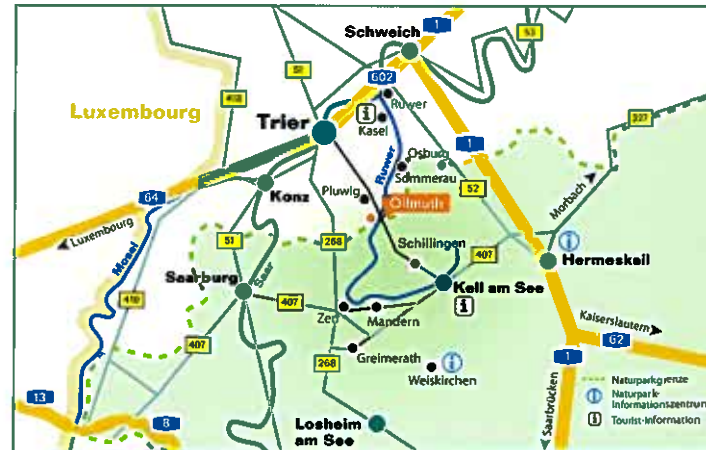 1
53
Schweich
51
602
Luxembourg
Ruwer
Trier
Kasel
1
327
Ruwer
Osburg
Sommerau
52
Konz
Pluwig
Ollmuth
Morbach
64
Luxembourg
Mosel
51
268
Schillingen
407
Hermeskeil
Saarburg
Saar
419
407
Kell am See
Zerf
Mandern
Kaiserslautern
407
Greimerath
1
62
268
Weiskirchen
13
8
Losheim
am See
Saarbrücken
Naturparkgrenze
Naturpark-
Informationszentrum
Tourist-Information